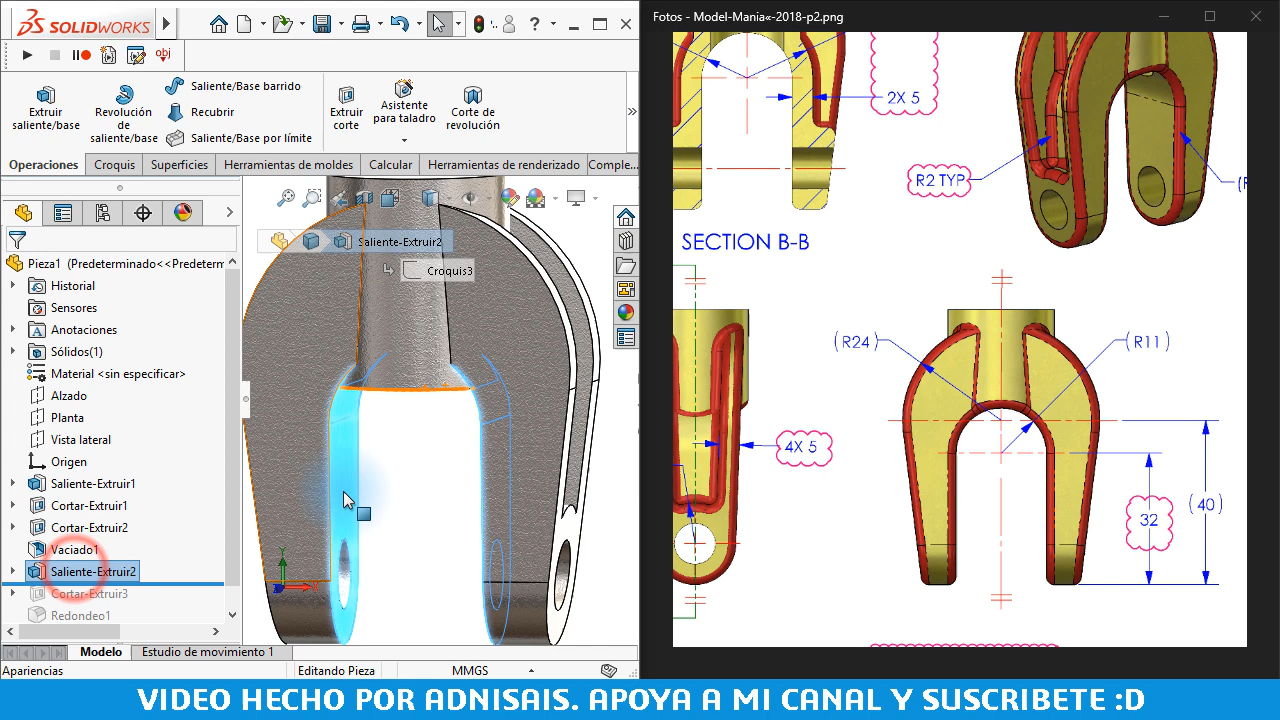 SOLIDWORKS
obj
Extruir
saliente/base
Revolución
de
saliente/base
Saliente/Base barrido
Recubrir
Saliente/Base por límite
Extruir
corte
Asistente
para taladro
Corte de
revolución
Operaciones
Croquis
Superficies
Herramientas de moldes
Calcular
Herramientas de renderizado
Comple...
Pieza1 (Predeterminado<<Predeterm
Historial
Sensores
Anotaciones
Sólidos(1)
Material <sin especificar>
Alzado
Planta
Vista lateral
Origen
Saliente-Extruir1
Cortar-Extruir1
Cortar-Extruir2
Vaciado1
Saliente-Extruir2
Cortar-Extruir3
Redondeo1
Saliente-Extruir2
Croquis3
Modelo
Estudio de movimiento 1
Apariencias
Editando Pieza
MMGS
Fotos - Model-Mania«-2018-p2.png
2X 5
R2 TYP
(R
SECTION B-B
4X 5
(R24)
(R11)
32
(40)
VIDEO HECHO POR ADNISAIS. APOYA A MI CANAL Y SUSCRIBETE :D